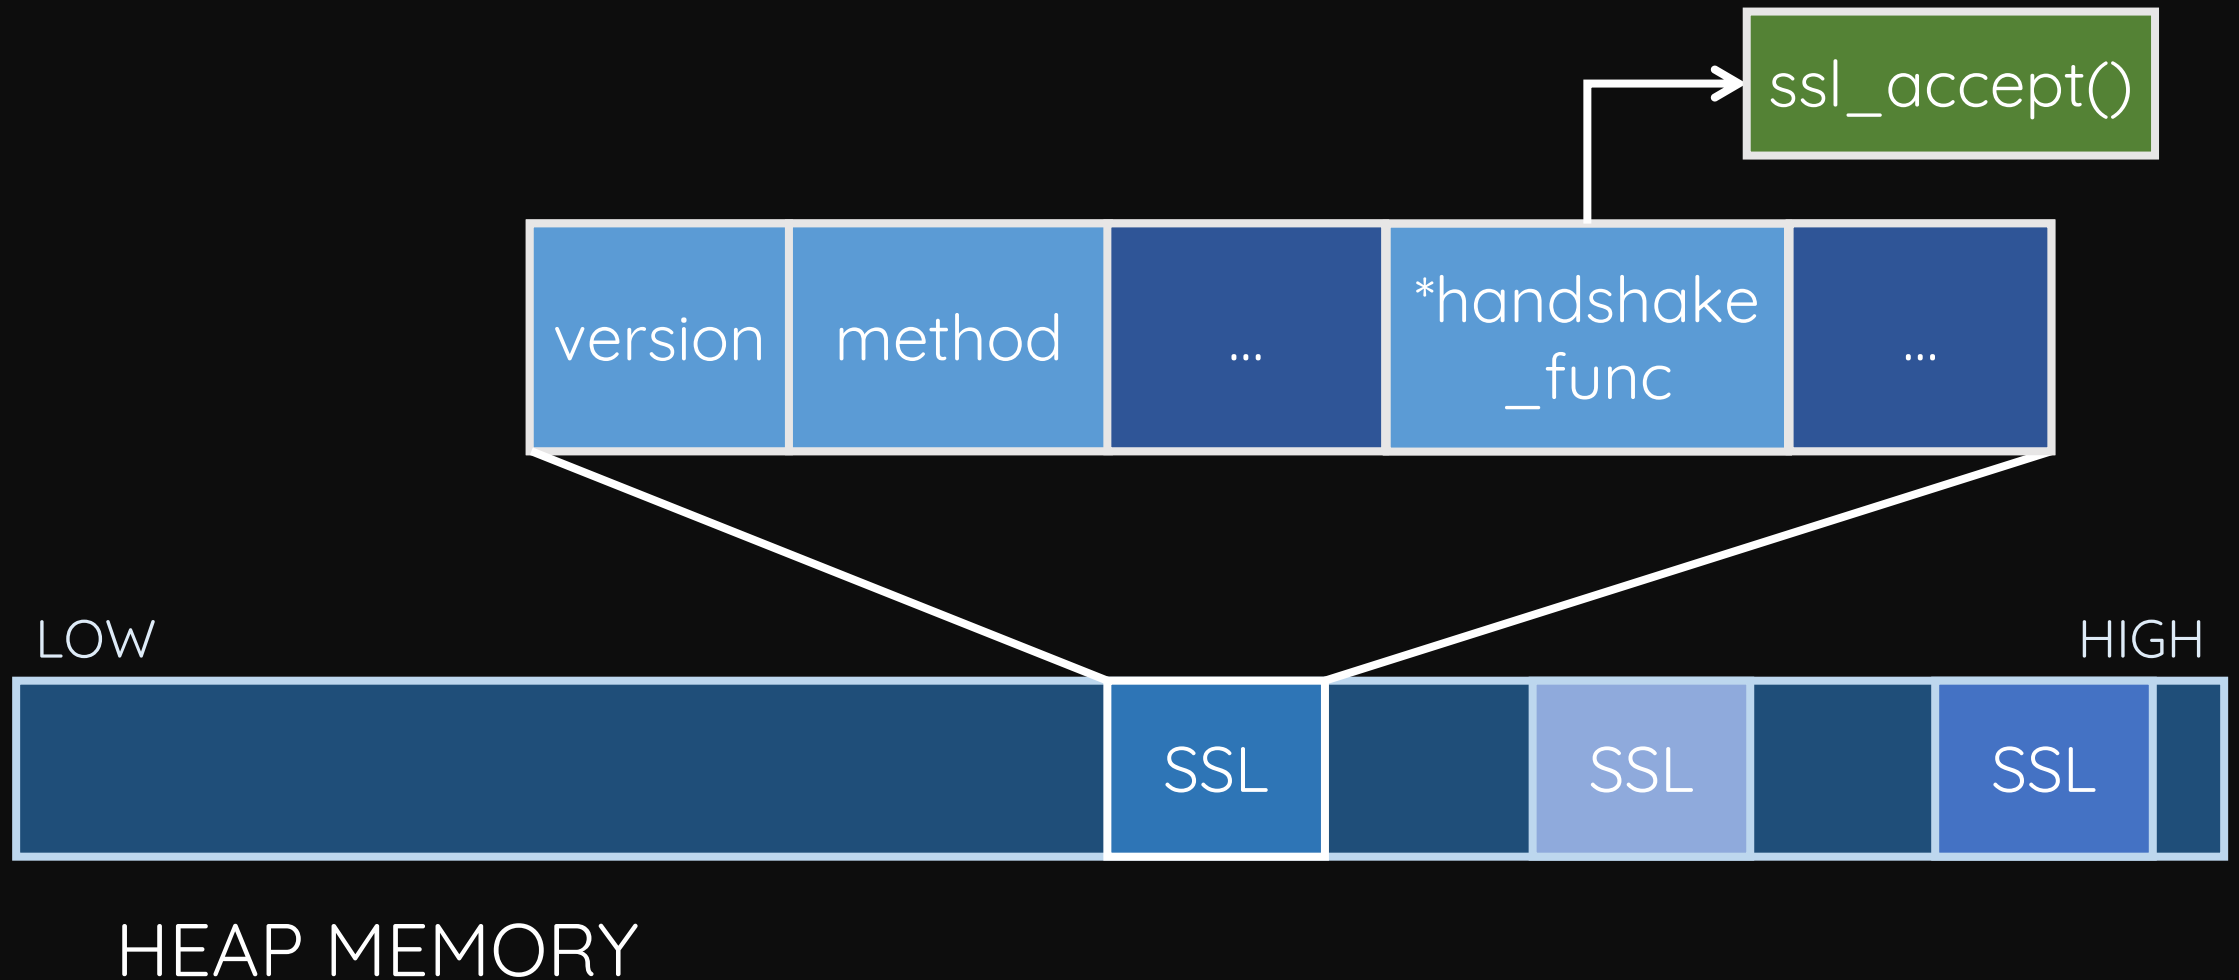 ssl_accept()
version
method
...
*handshake
_func
...
LOW
HIGH
SSL
SSL
SSL
HEAP MEMORY